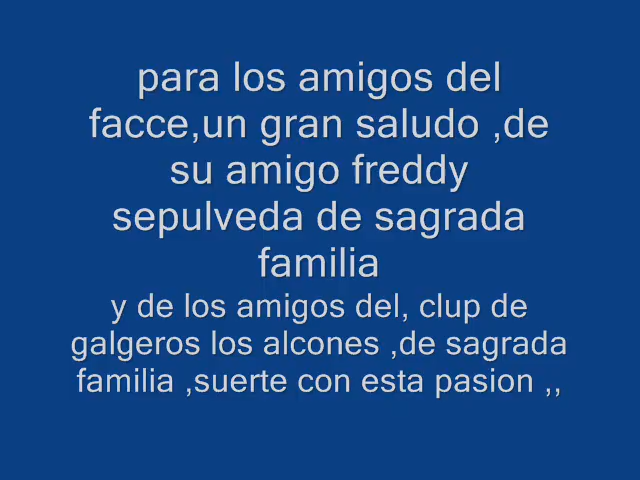 para los amigos del
facce,un gran saludo ,de
su amigo freddy
sepulveda de sagrada
familia
y de los amigos del, clup de
galgeros los alcones ,de sagrada
familia ,suerte con esta pasion ,,